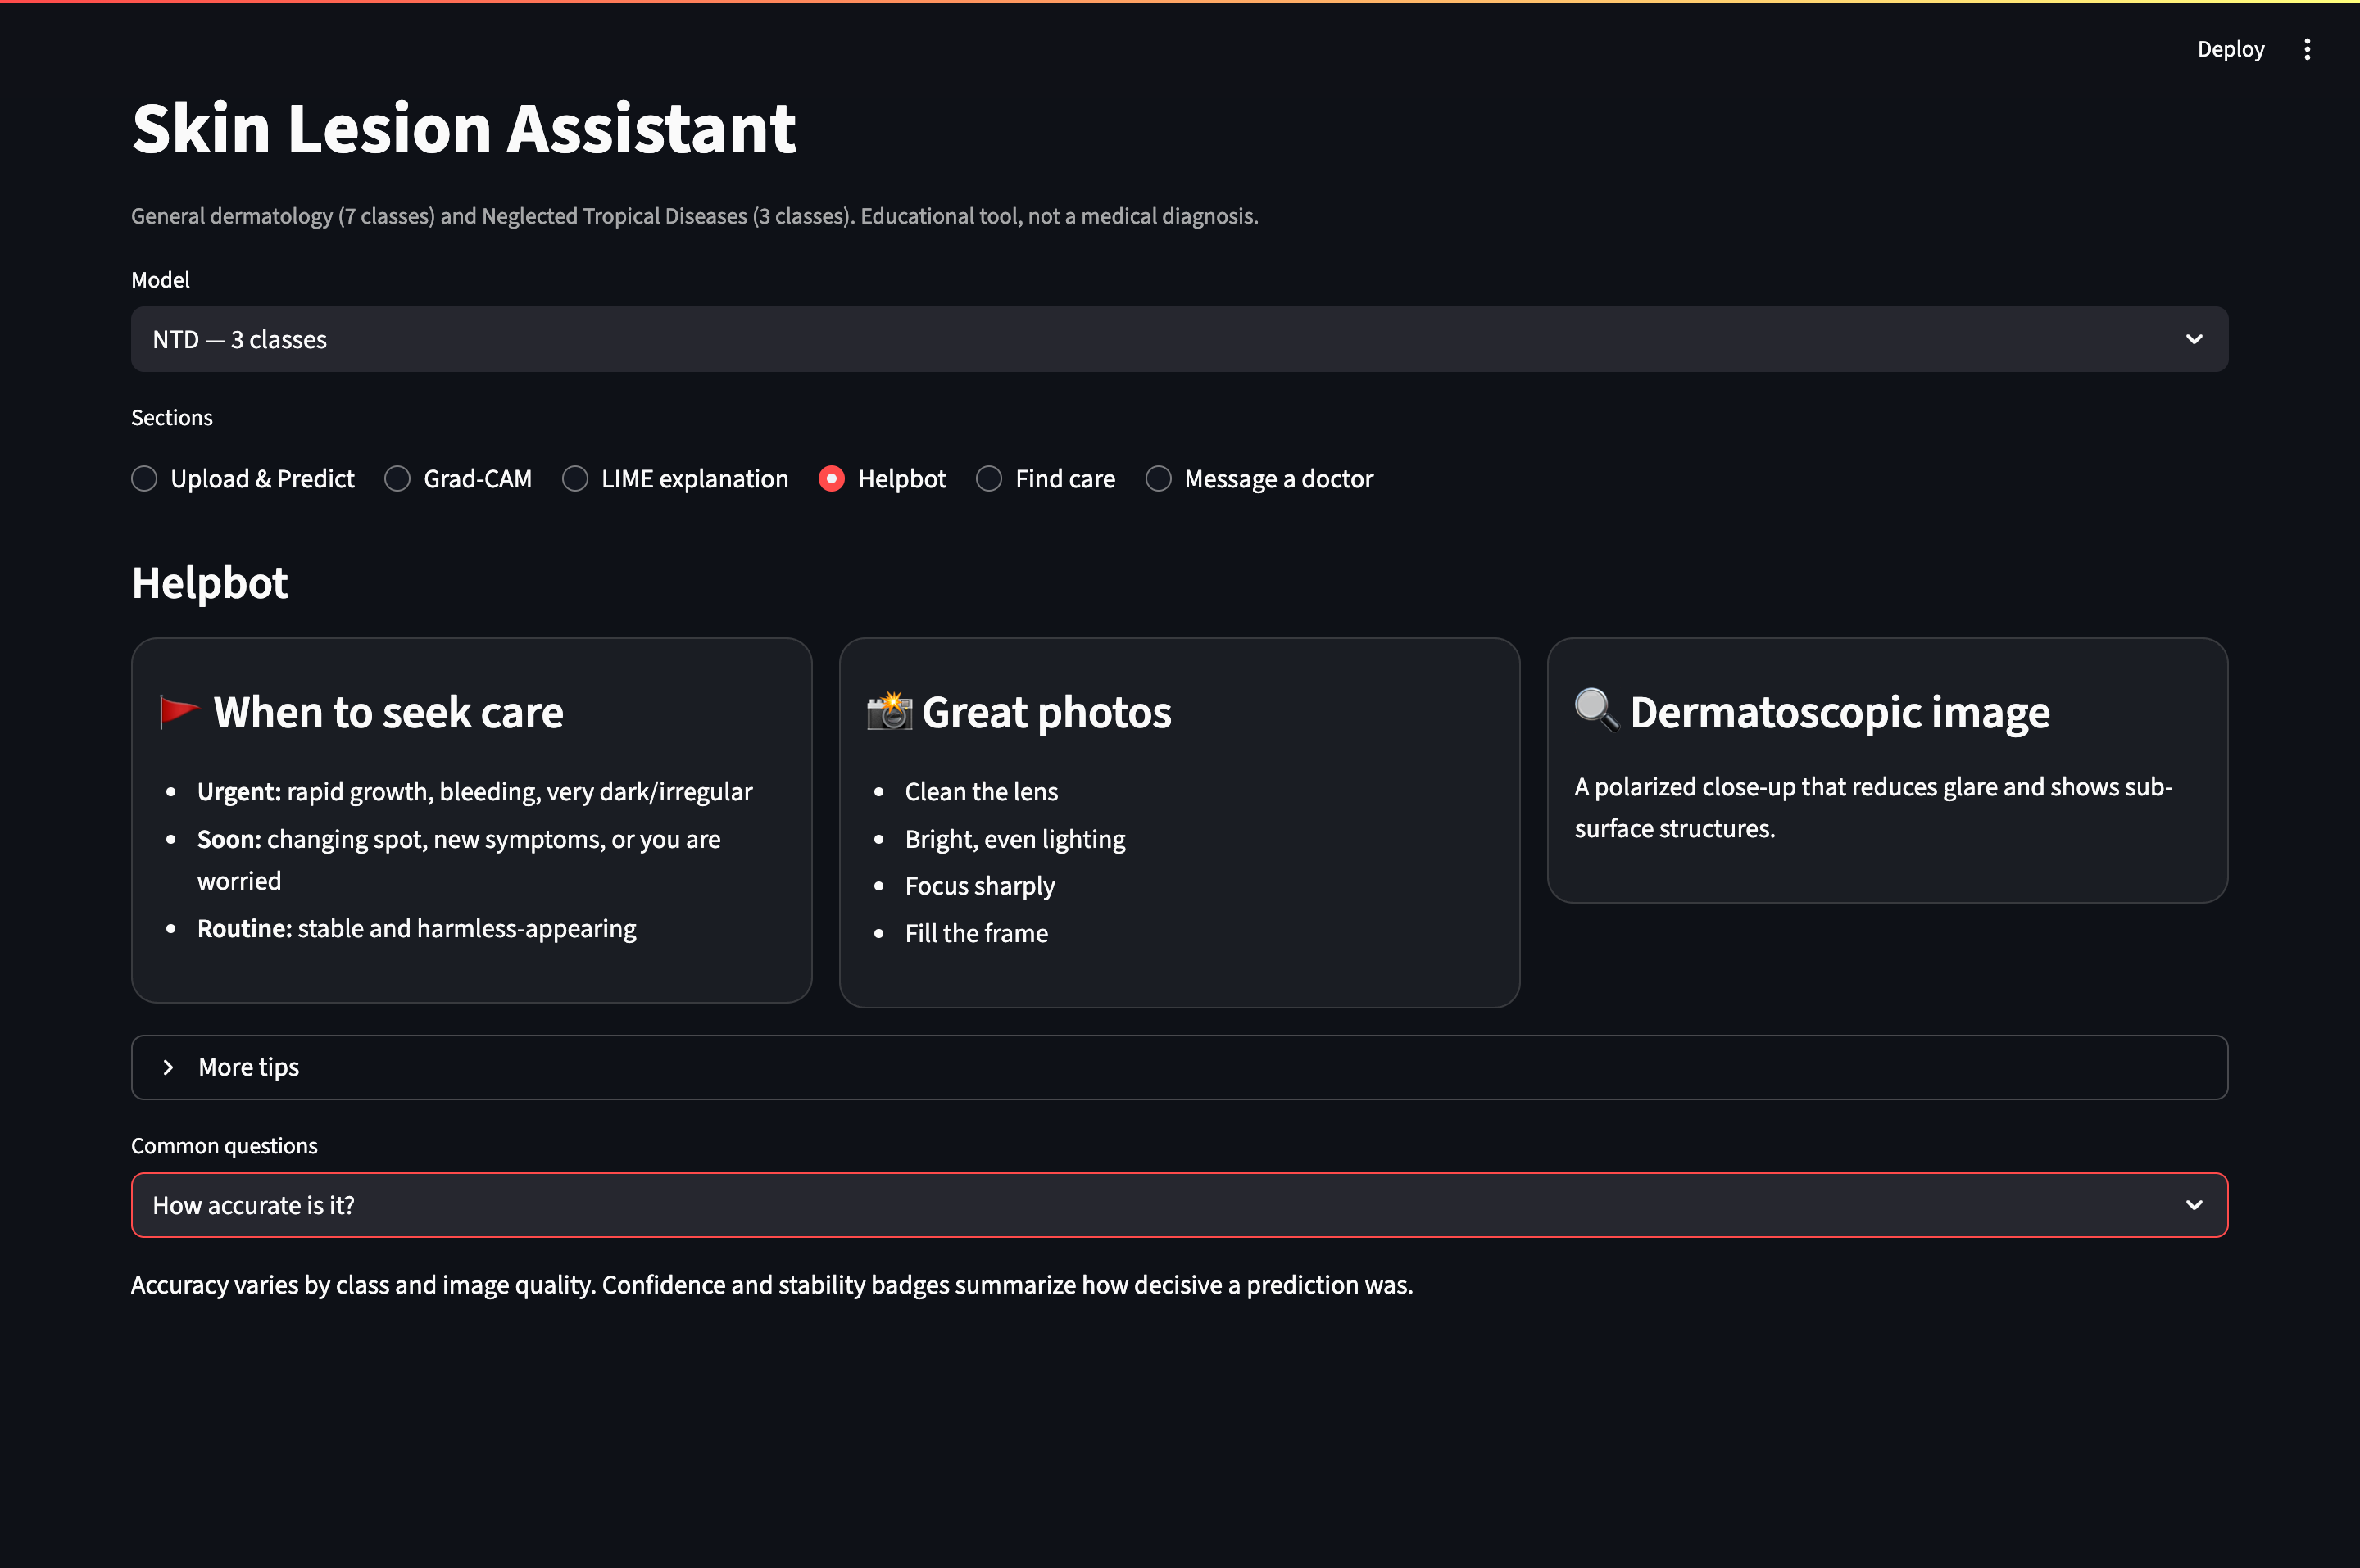 Deploy
Skin Lesion Assistant
General dermatology (7 classes) and Neglected Tropical Diseases (3 classes). Educational tool, not a medical diagnosis.
Model
NTD — 3 classes
Sections
Upload & Predict
Grad-CAM
LIME explanation
Helpbot
Find care
Message a doctor
Helpbot
When to seek care
Urgent: rapid growth, bleeding, very dark/irregular
Soon: changing spot, new symptoms, or you are
worried
Routine: stable and harmless-appearing
Great photos
Clean the lens
Bright, even lighting
Focus sharply
Fill the frame
Dermatoscopic image
A polarized close-up that reduces glare and shows sub-
surface structures.
More tips
Common questions
How accurate is it?
Accuracy varies by class and image quality. Confidence and stability badges summarize how decisive a prediction was.